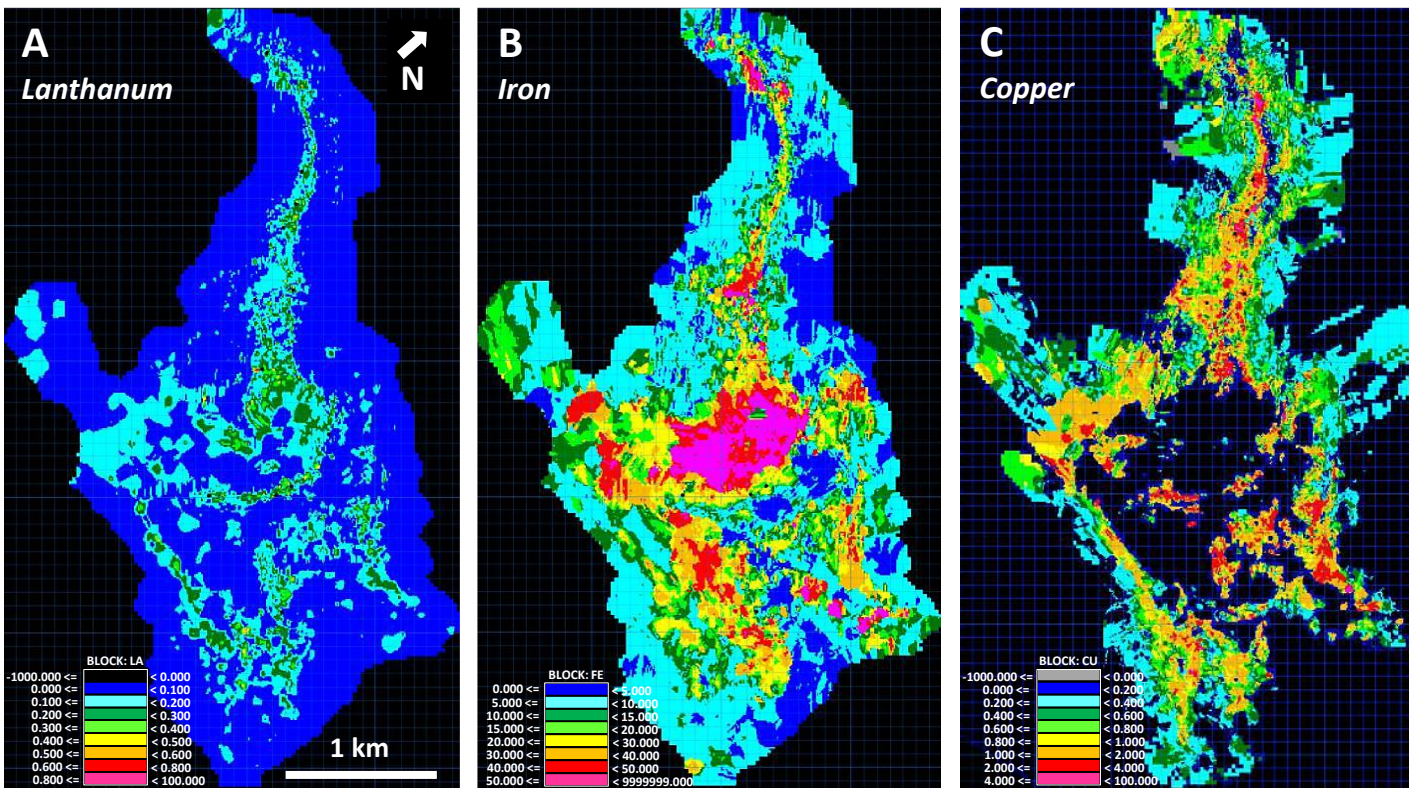 A
Lanthanum
N
BLOCK: LA
-1000.000 <= < 0.000
0.000 <= < 0.100
0.100 <= < 0.200
0.200 <= < 0.300
0.300 <= < 0.400
0.400 <= < 0.500
0.500 <= < 0.600
0.600 <= < 0.800
0.800 <= < 100.000
1 km
B
Iron
BLOCK: FE
0.000 <= < 5.000
5.000 <= < 10.000
10.000 <= < 15.000
15.000 <= < 20.000
20.000 <= < 30.000
30.000 <= < 40.000
40.000 <= < 50.000
50.000 <= < 9999999.000
C
Copper
BLOCK: CU
-1000.000 <= < 0.000
0.000 <= < 0.200
0.200 <= < 0.400
0.400 <= < 0.600
0.600 <= < 0.800
0.800 <= < 1.000
1.000 <= < 2.000
2.000 <= < 4.000
4.000 <= < 100.000